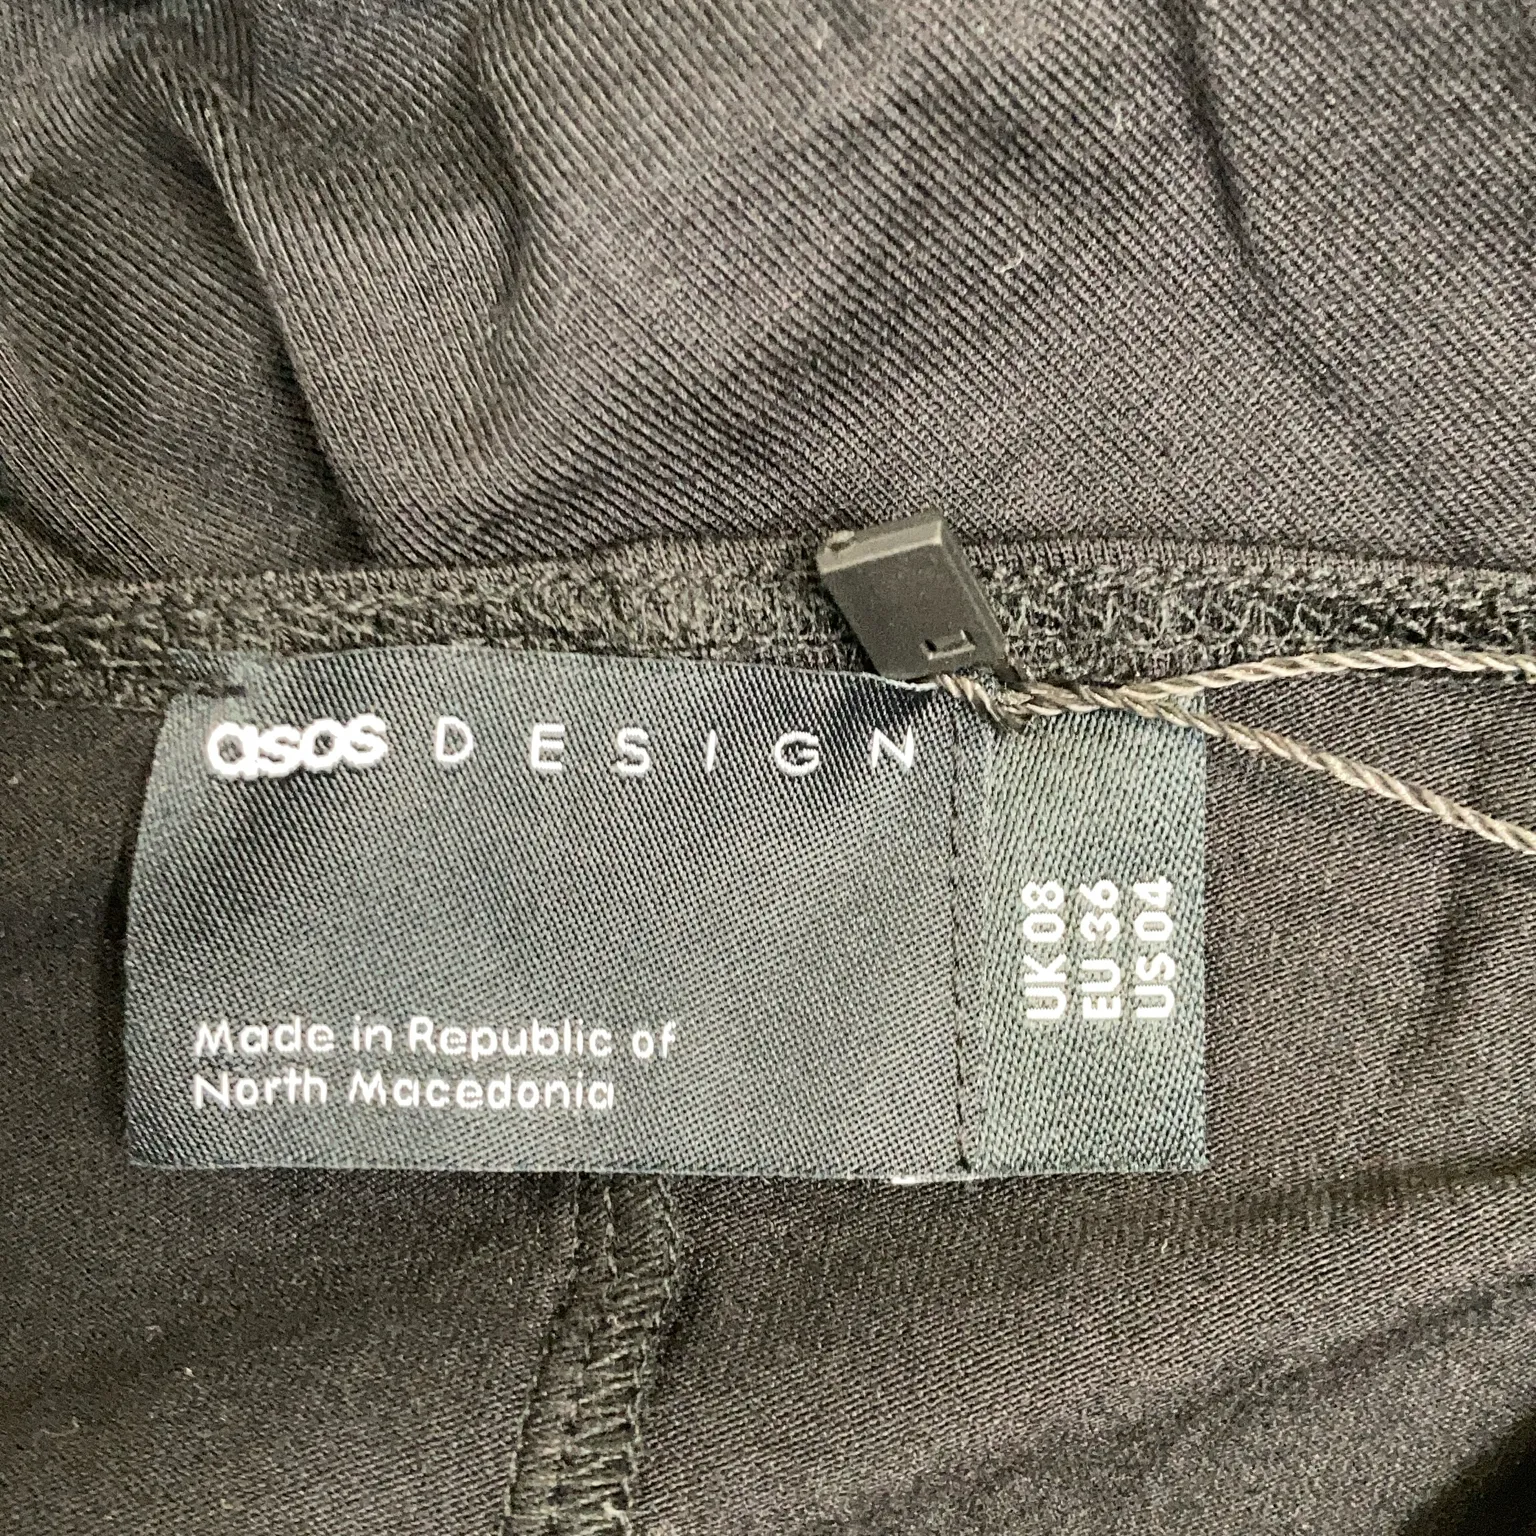 asos DESIGN
Made in Republic of
North Macedonia
UK 08
EU 36
US 04